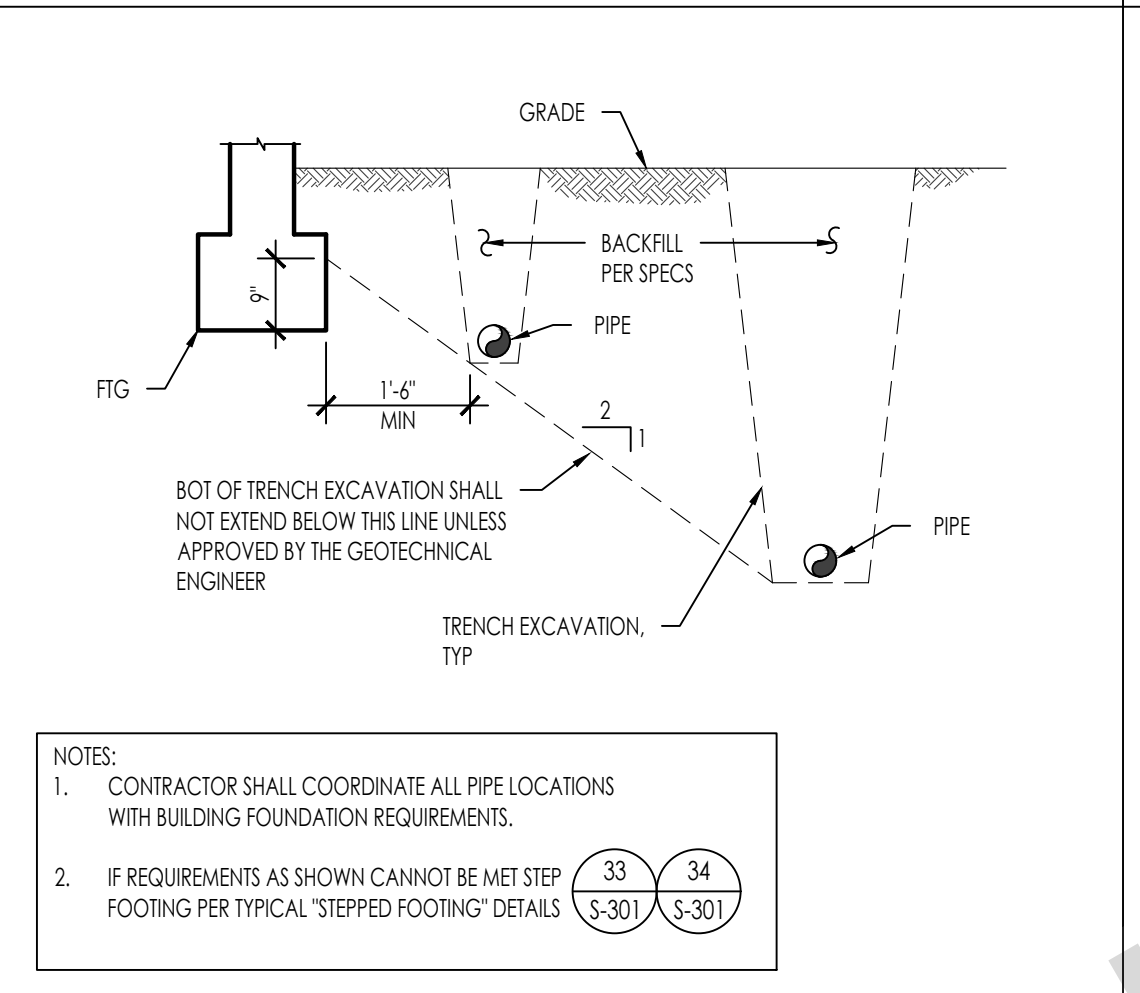 GRADE
BACKFILL
PER SPECS
9"
PIPE
FTG
1'-6"
MIN
2
1
BOT OF TRENCH EXCAVATION SHALL
NOT EXTEND BELOW THIS LINE UNLESS
APPROVED BY THE GEOTECHNICAL
ENGINEER
PIPE
TRENCH EXCAVATION,
TYP
NOTES:
1. CONTRACTOR SHALL COORDINATE ALL PIPE LOCATIONS
WITH BUILDING FOUNDATION REQUIREMENTS.
2. IF REQUIREMENTS AS SHOWN CANNOT BE MET STEP
FOOTING PER TYPICAL "STEPPED FOOTING" DETAILS
33
S-301
34
S-301